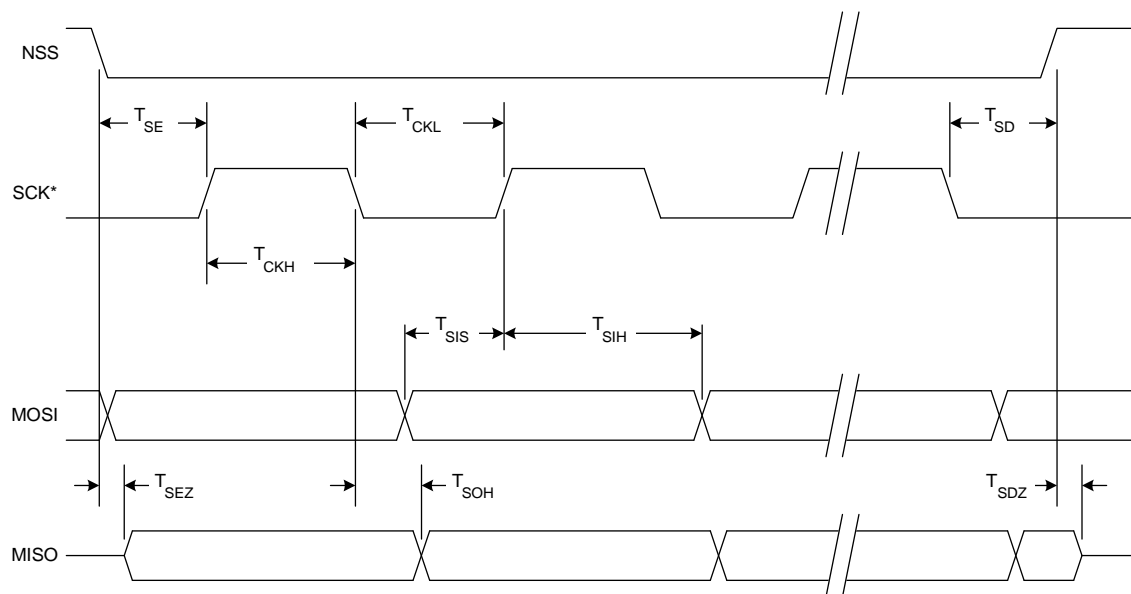 NSS
T_SE
T_CKL
T_SD
SCK*
T_CKH
T_SIS
T_SIH
MOSI
T_SEZ
T_SOH
T_SDZ
MISO